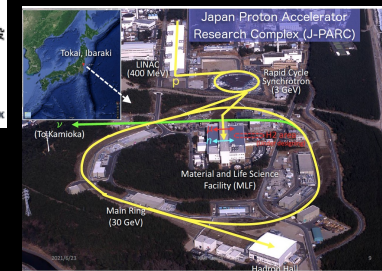 Japan Proton Accelerator
Research Complex (J-PARC)
Tokai, Ibaraki
LINAC
(400 MeV)
p
Rapid Cycle
Synchrotron
(3 GeV)
ν
(To Kamioka)
Material and Life Science
Facility (MLF)
Main Ring
(30 GeV)
Hadron Hall
2021/6/23
9